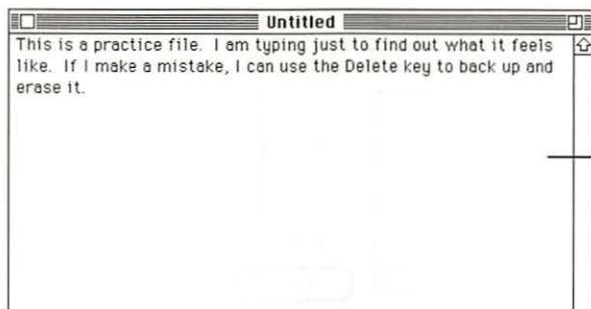 Untitled
This is a practice file. I am typing just to find out what it feels
like. If I make a mistake, I can use the Delete key to back up and
erase it.